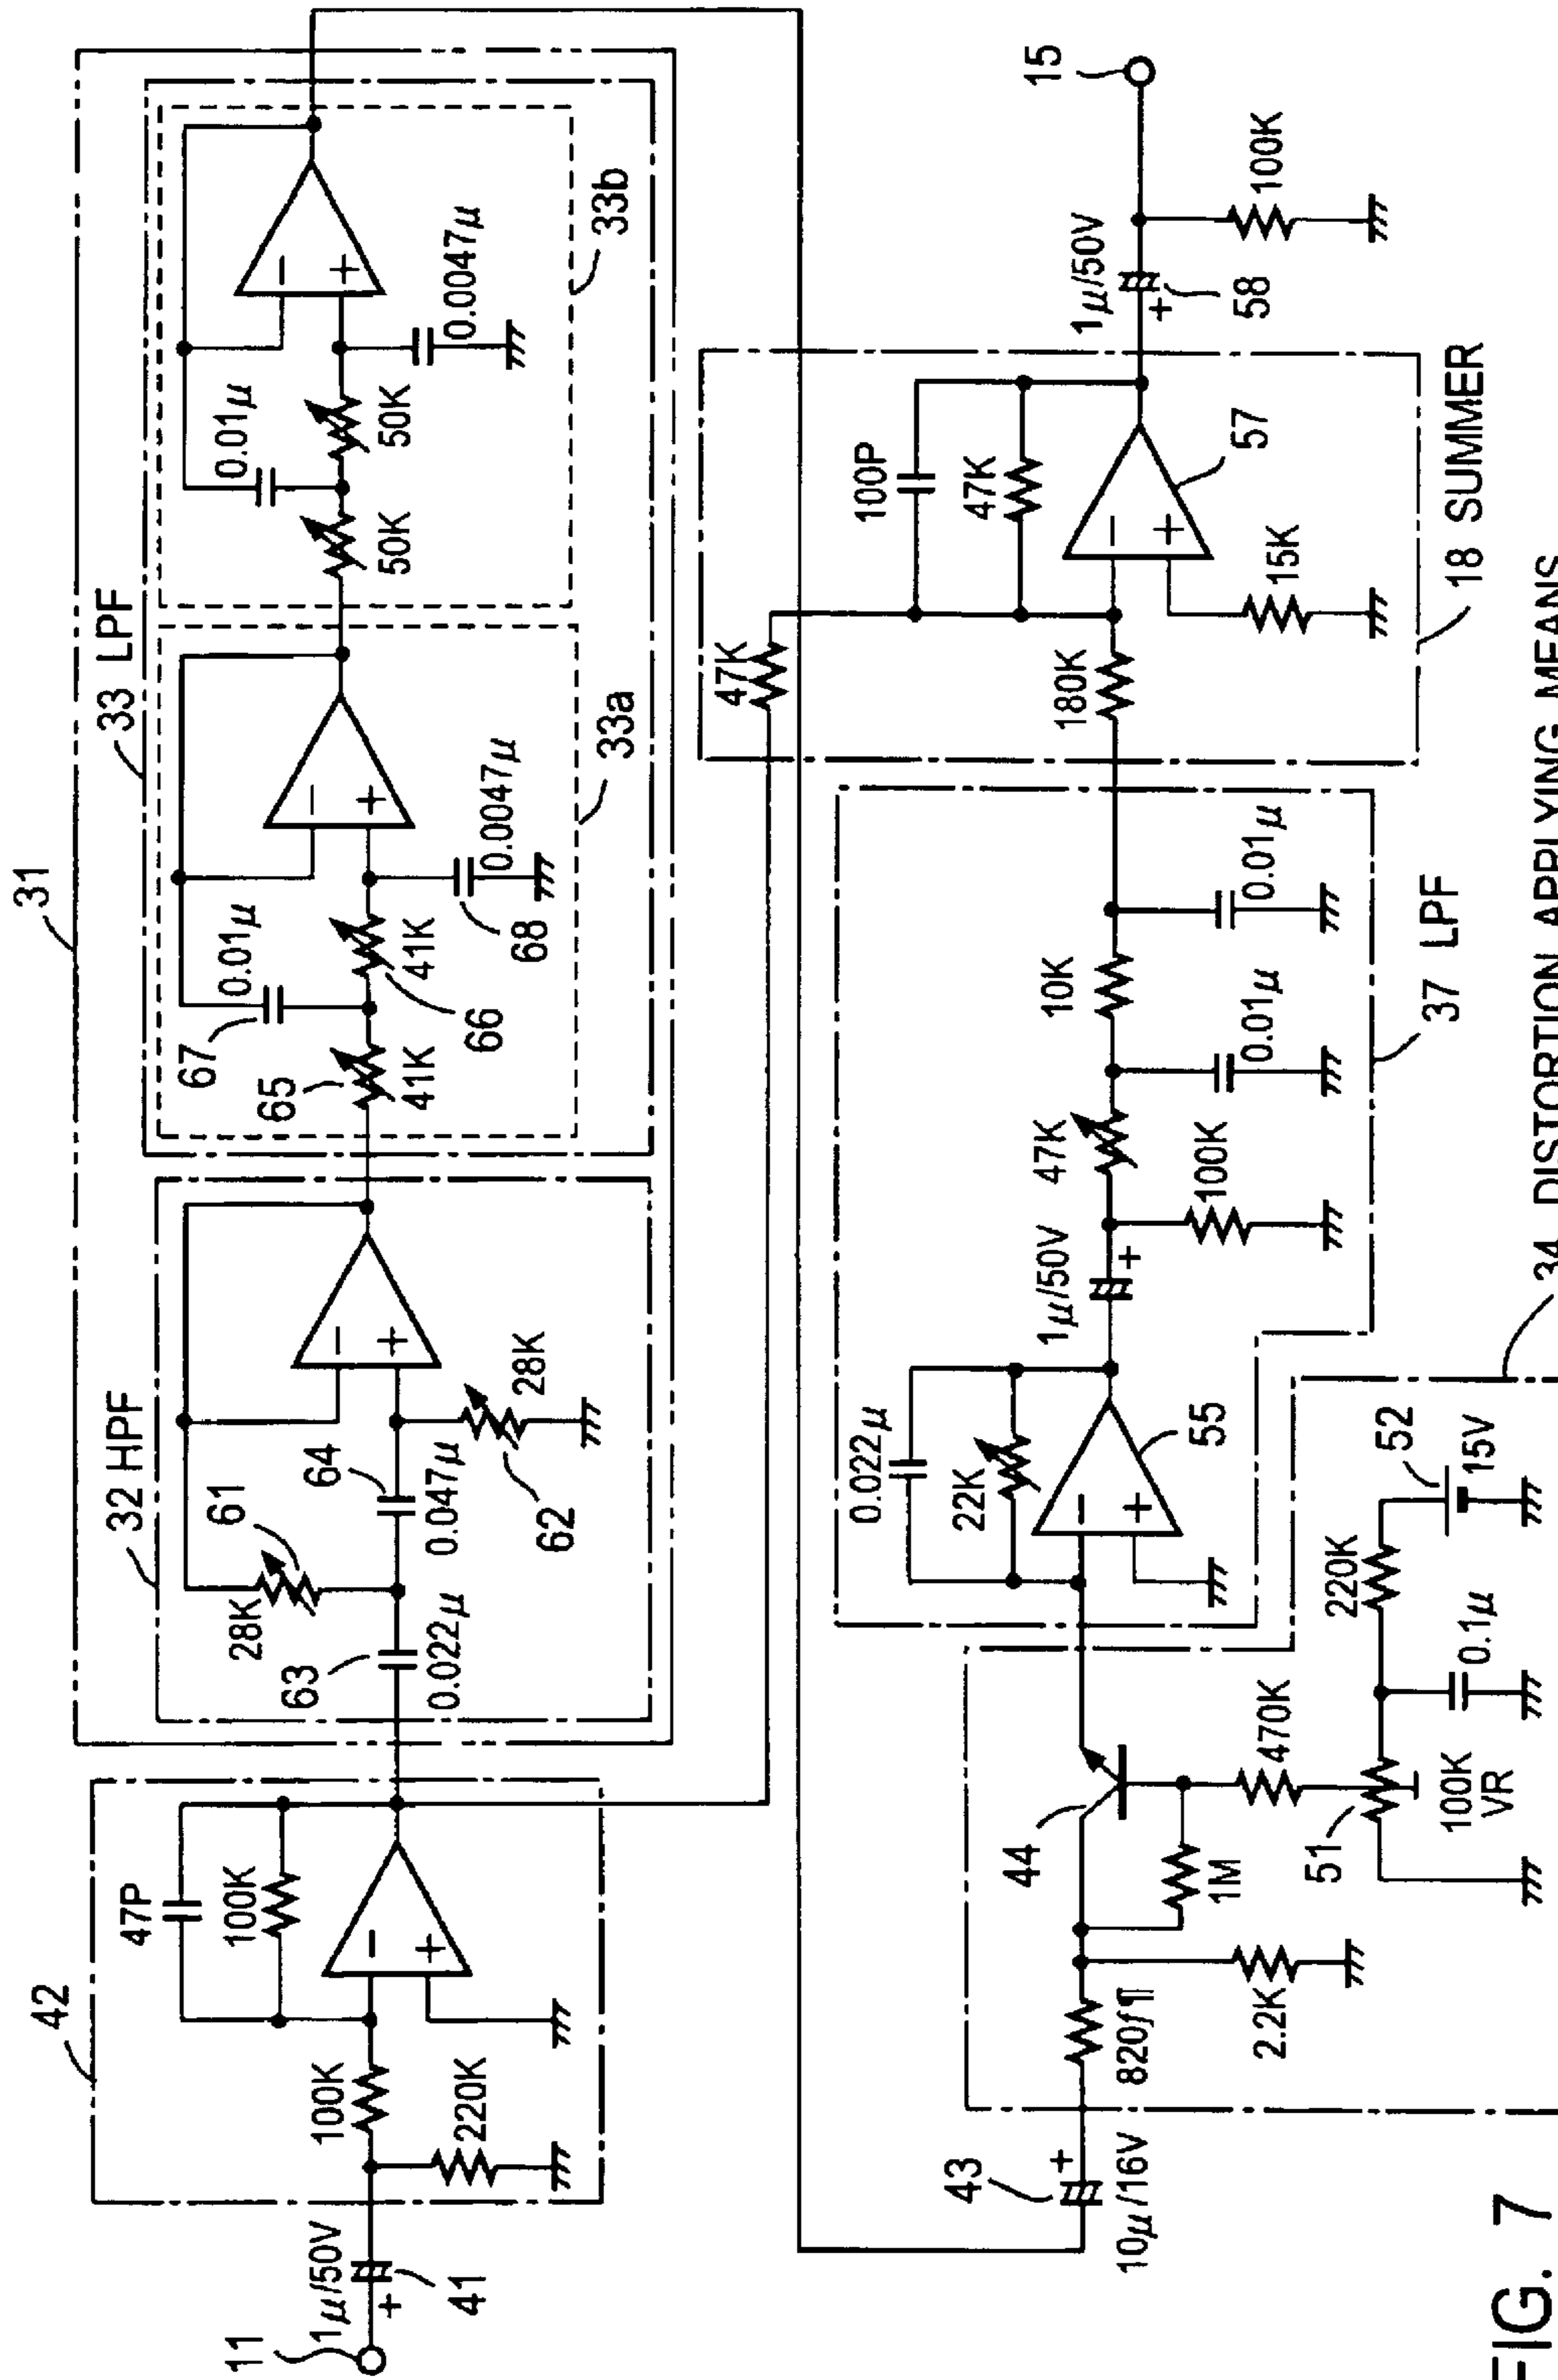 31
33 LPF
32 HPF
42
47P
100K
100K
220K
11
1μ/50V
+
41
−
+
28K
61
63
0.022μ
64
0.047μ
28K
62
−
+
67
0.01μ
65
41K
66
41K
68
0.0047μ
33a
−
+
0.01μ
50K
50K
0.0047μ
33b
−
+
43
+
10μ/16V
820ƒ¶
2.2K
44
1M
470K
51
100K
VR
0.1μ
220K
52
15V
34 DISTORTION APPLYING MEANS
0.022μ
22K
−
+
55
1μ/50V
+
47K
100K
10K
0.01μ
0.01μ
37 LPF
47K
180K
100P
47K
−
+
15K
57
18 SUMMER
1μ/50V
+
58
15
100K
FIG. 7